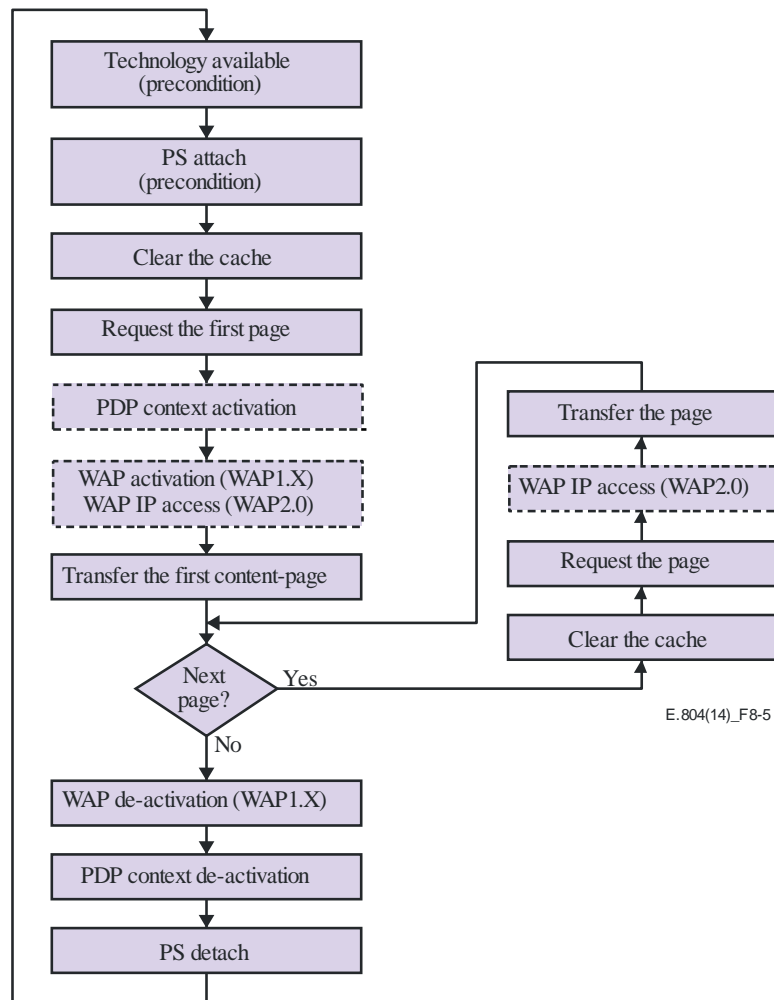 Technology available
(precondition)
PS attach
(precondition)
Clear the cache
Request the first page
PDP context activation
WAP activation (WAP1.X)
WAP IP access (WAP2.0)
Transfer the first content-page
Next
page?
Yes
No
WAP de-activation (WAP1.X)
PDP context de-activation
PS detach
Transfer the page
WAP IP access (WAP2.0)
Request the page
Clear the cache
E.804(14)_F8-5